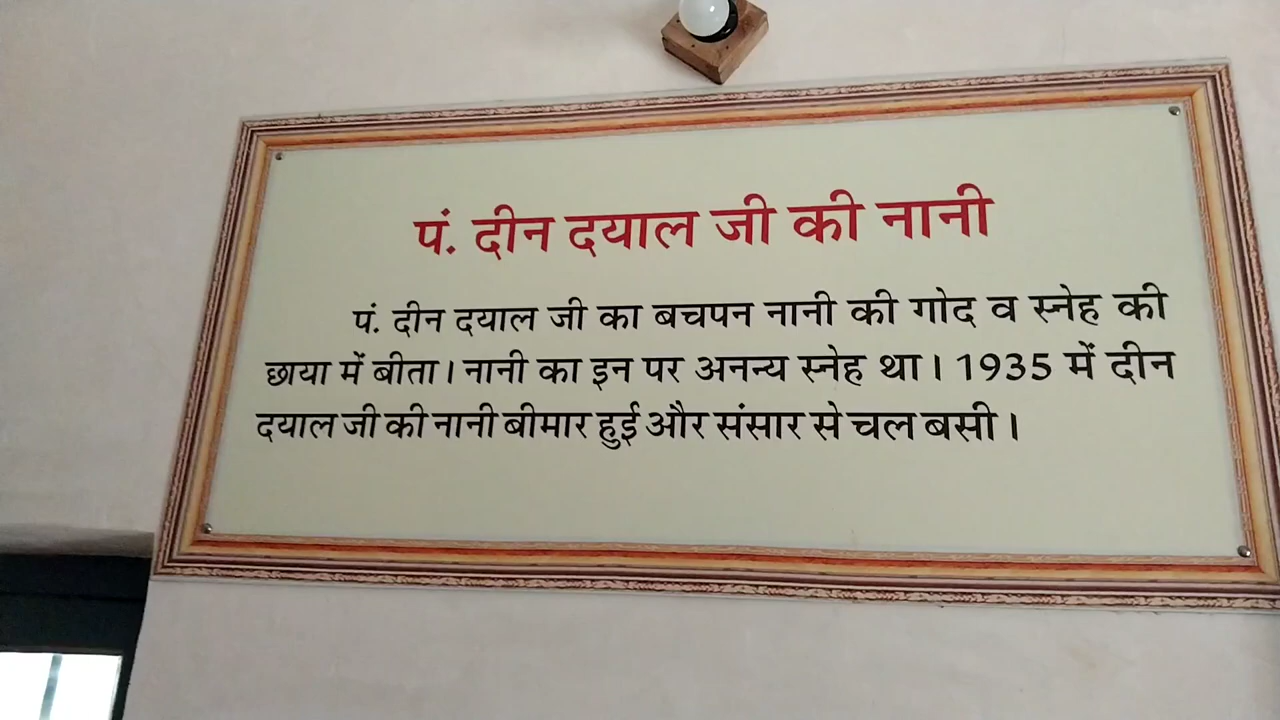 पं. दीन दयाल जी की नानी
पं. दीन दयाल जी का बचपन नानी की गोद व स्नेह की
छाया में बीता। नानी का इन पर अनन्य स्नेह था। 1935 में दीन
दयाल जी की नानी बीमार हुई और संसार से चल बसी।